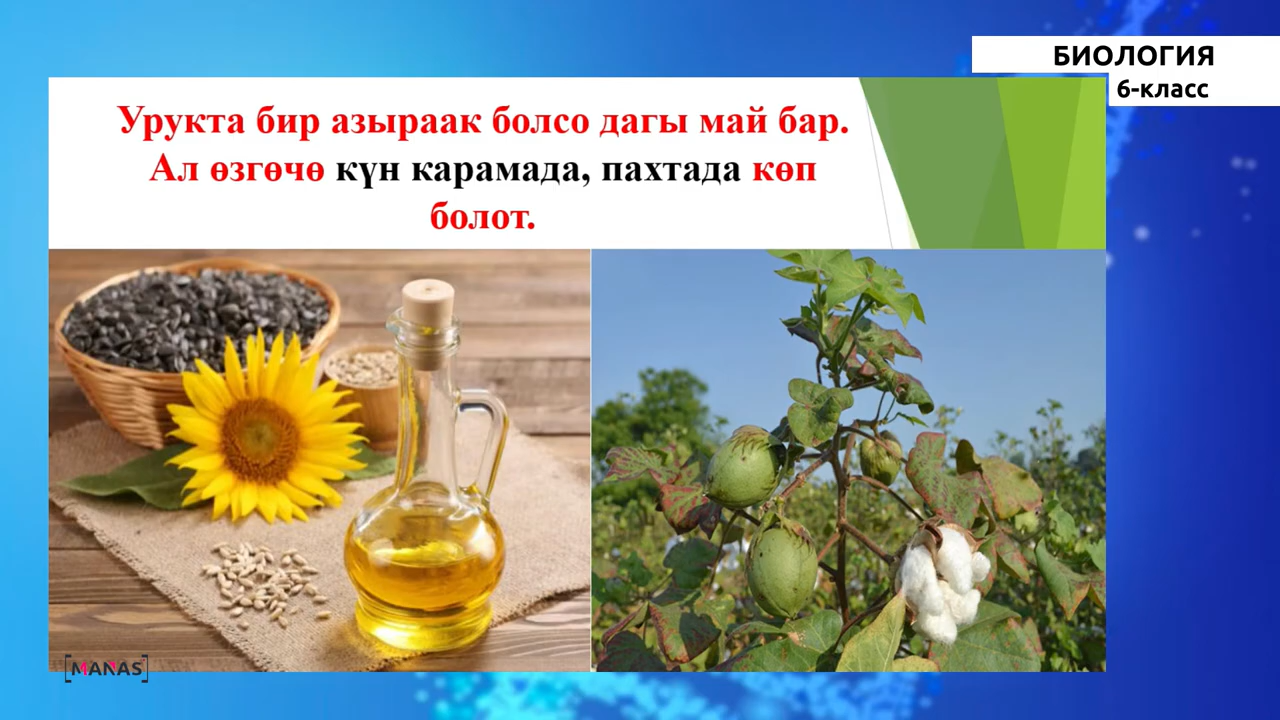 БИОЛОГИЯ
6-класс
Урукта бир азыраак болсо дагы май бар.
Ал өзгөчө күн карамада, пахтада көп
болот.
[MANAS]